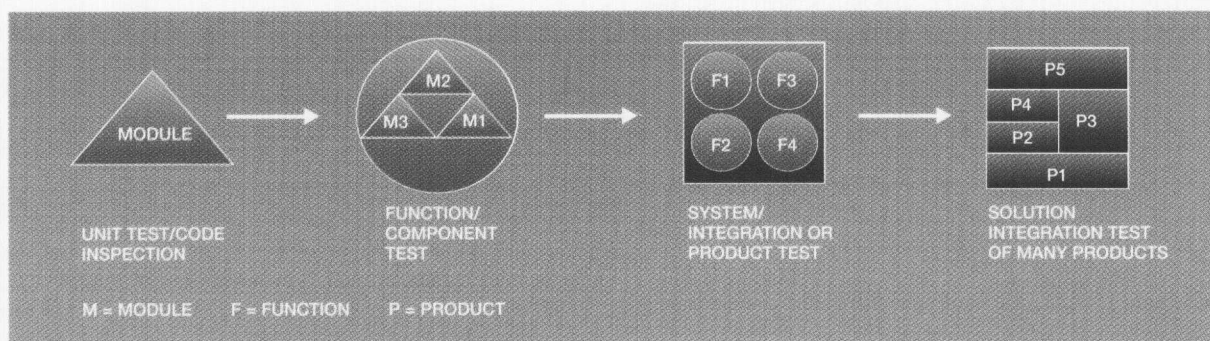 MODULE
M2
M3 M1
F1 F3
F2 F4
P5
P4
P3
P2
P1
UNIT TEST/CODE
INSPECTION
FUNCTION/
COMPONENT
TEST
SYSTEM/
INTEGRATION OR
PRODUCT TEST
SOLUTION
INTEGRATION TEST
OF MANY PRODUCTS
M = MODULE F = FUNCTION P = PRODUCT